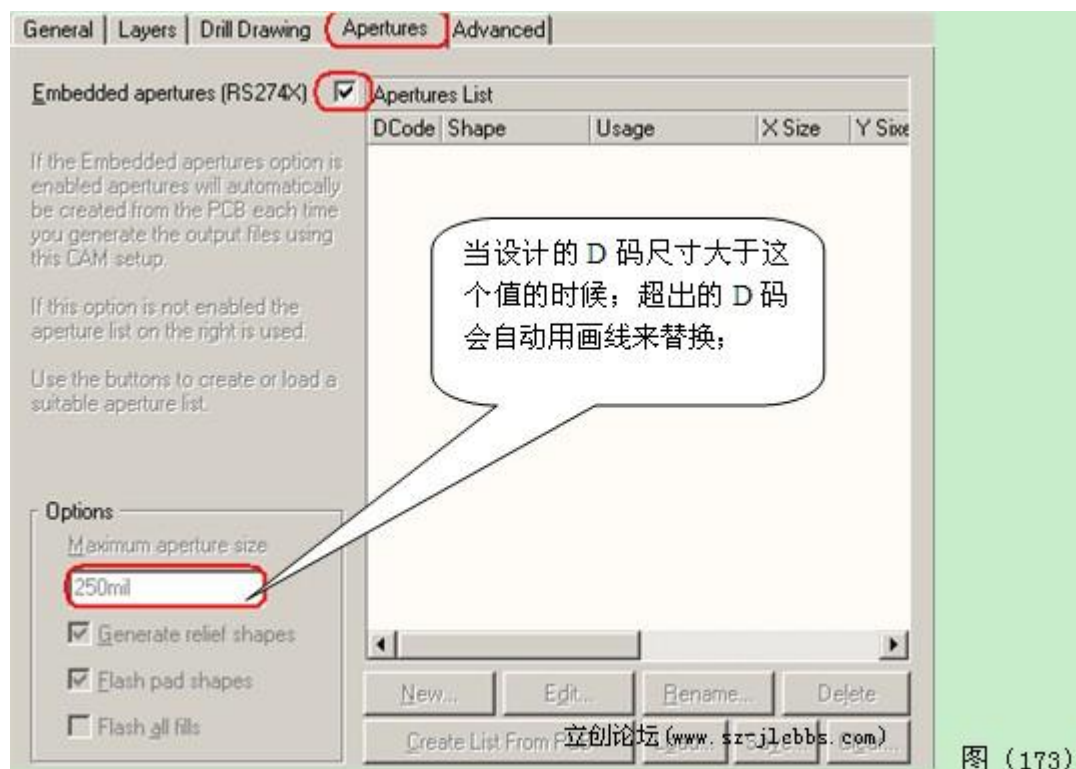 General Layers Drill Drawing Apertures Advanced
Embedded apertures (RS274X)
Apertures List
DCode Shape Usage X Size Y Sixe
If the Embedded apertures option is
enabled apertures will automatically
be created from the PCB each time
you generate the output files using
this CAM setup.
If this option is not enabled the
aperture list on the right is used.
Use the buttons to create or load a
suitable aperture list.
当设计的 D 码尺寸大于这
个值的时候；超出的 D 码
会自动用画线来替换；
Options
Maximum aperture size
250mil
Generate relief shapes
Flash pad shapes
Flash all fills
New... Edit... Rename... Delete
Create List From
立创论坛(www.sz-jlcbbs.com)
图（173）